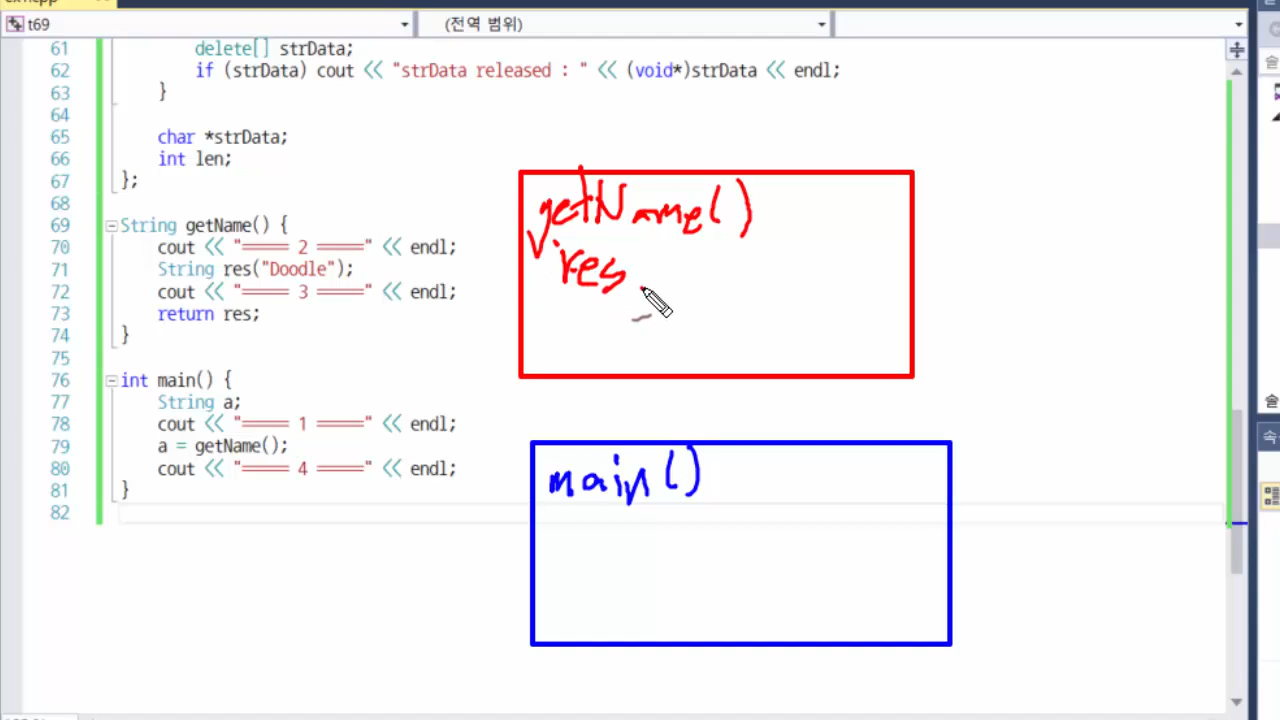 t69 (전역 범위)
61 delete[] strData;
62 if (strData) cout << "strData released : " << (void*)strData << endl;
63 }
64
65 char *strData;
66 int len;
67 };
68
69 String getName() {
70 cout << "===== 2 =====" << endl;
71 String res("Doodle");
72 cout << "===== 3 =====" << endl;
73 return res;
74 }
75
76 int main() {
77 String a;
78 cout << "===== 1 =====" << endl;
79 a = getName();
80 cout << "===== 4 =====" << endl;
81 }
82
getName()
res
main()
솔
솔
속